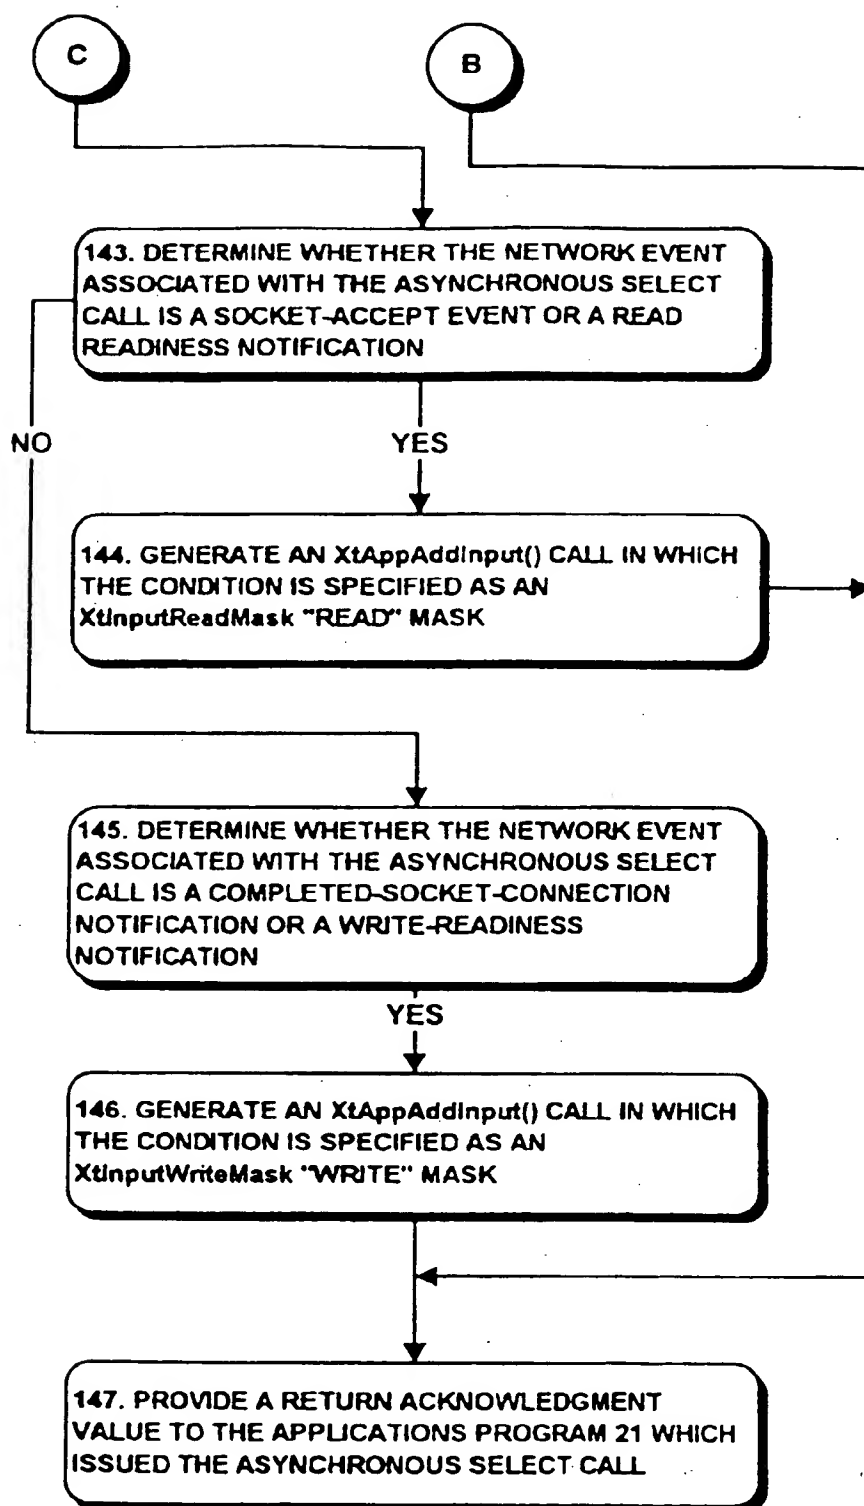 C
B
143. DETERMINE WHETHER THE NETWORK EVENT
ASSOCIATED WITH THE ASYNCHRONOUS SELECT
CALL IS A SOCKET-ACCEPT EVENT OR A READ
READINESS NOTIFICATION
NO
YES
144. GENERATE AN XtAppAddInput() CALL IN WHICH
THE CONDITION IS SPECIFIED AS AN
XtInputReadMask "READ" MASK
145. DETERMINE WHETHER THE NETWORK EVENT
ASSOCIATED WITH THE ASYNCHRONOUS SELECT
CALL IS A COMPLETED-SOCKET-CONNECTION
NOTIFICATION OR A WRITE-READINESS
NOTIFICATION
YES
146. GENERATE AN XtAppAddInput() CALL IN WHICH
THE CONDITION IS SPECIFIED AS AN
XtInputWriteMask "WRITE" MASK
147. PROVIDE A RETURN ACKNOWLEDGMENT
VALUE TO THE APPLICATIONS PROGRAM 21 WHICH
ISSUED THE ASYNCHRONOUS SELECT CALL